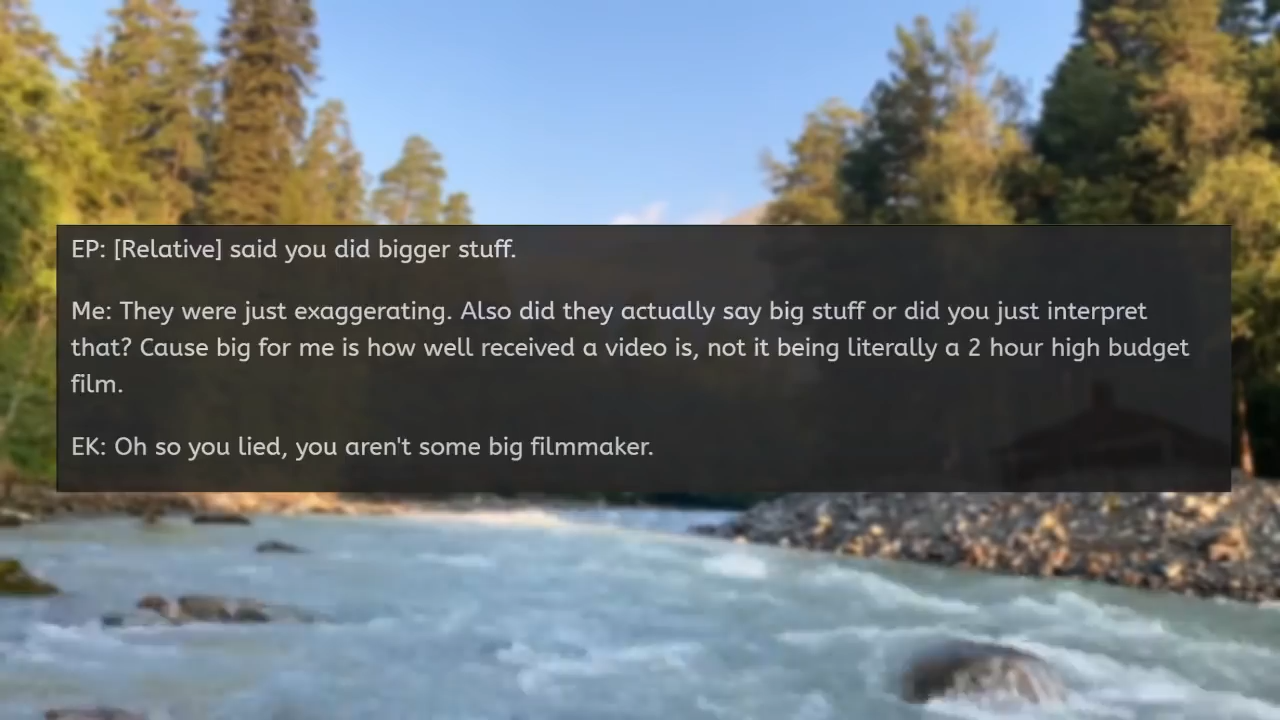 EP: [Relative] said you did bigger stuff.
Me: They were just exaggerating. Also did they actually say big stuff or did you just interpret
that? Cause big for me is how well received a video is, not it being literally a 2 hour high budget
film.
EK: Oh so you lied, you aren't some big filmmaker.